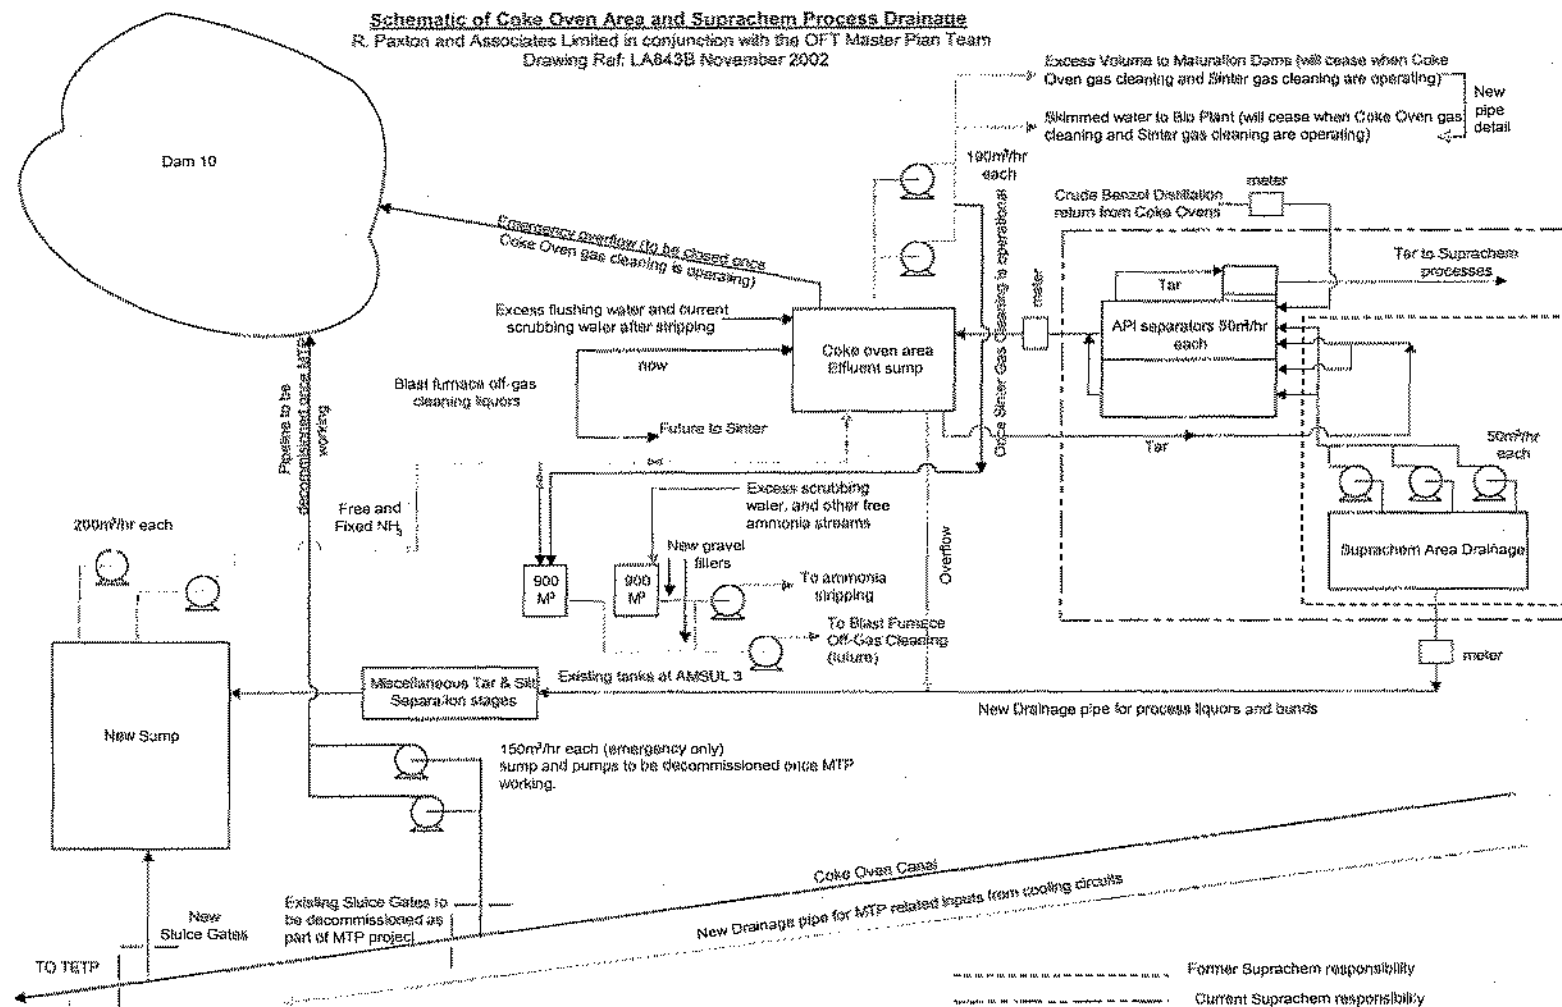 Schematic of Coke Oven Area and Suprachem Process Drainage
R. Paxton and Associates Limited in conjunction with the OFT Master Plan Team
Drawing Ref: LA643B November 2002
Excess Volume to Maturation Dams (will cease when Coke
Oven gas cleaning and Sinter gas cleaning are operating)
New
pipe
detail
Skimmed water to Bio Plant (will cease when Coke Oven gas
cleaning and Sinter gas cleaning are operating)
Dam 10
100m³/hr
each
meter
Crude Benzol Distillation
return from Coke Ovens
Emergency overflow (to be closed once
Coke Oven gas cleaning is operating)
Once Sinter Gas Cleaning is operational
meter
Tar
Tar to Suprachem
processes
Excess flushing water and current
scrubbing water after stripping
API separators 50m³/hr
each
Coke oven area
Effluent sump
now
Blast furnace off-gas
cleaning liquors
Pipeline to be
decomissioned once MTP
working
Future to Sinter
Tar
50m³/hr
each
Excess scrubbing
water, and other free
ammonia streams
Free and
Fixed NH3
200m³/hr each
New gravel
fillers
Overflow
Suprachem Area Drainage
900
M³
900
M³
To ammonia
stripping
To Blast Furnace
Off-Gas Cleaning
(future)
meter
Existing tanks at AMSUL 3
Miscellaneous Tar & Silt
Separation stages
New Drainage pipe for process liquors and bunds
New Sump
150m³/hr each (emergency only)
sump and pumps to be decommissioned once MTP
working.
Coke Oven Canal
New Drainage pipe for MTP related inputs from cooling circuits
Existing Sluice Gates to
be decommissioned as
part of MTP project
New
Sluice Gates
TO TETP
Former Suprachem responsibility
Current Suprachem responsibility